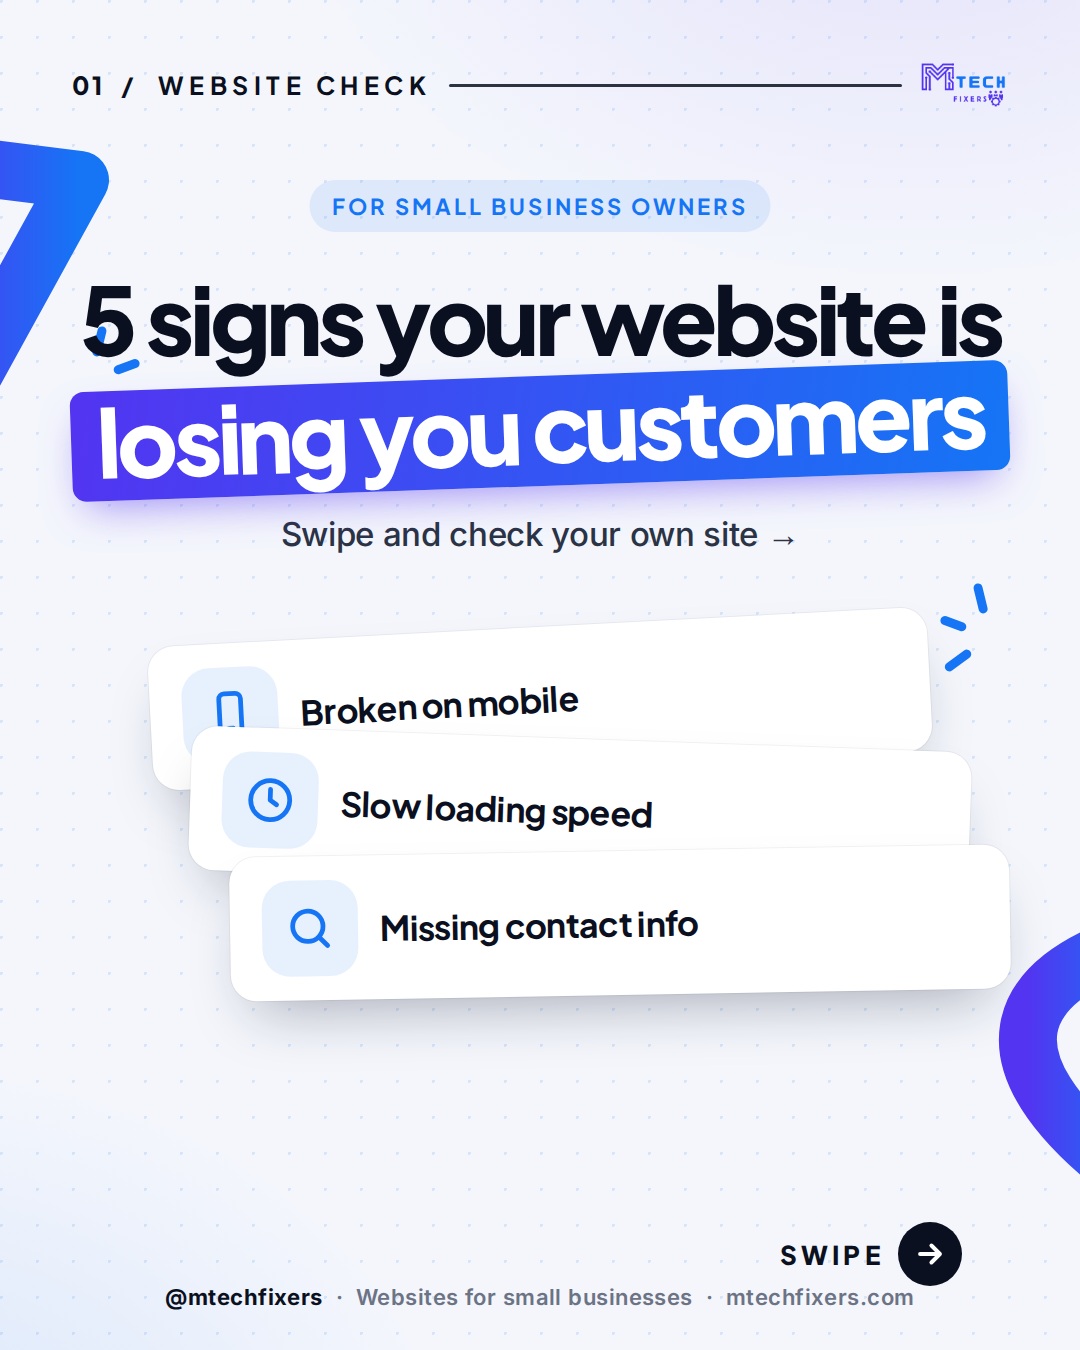 01 / WEBSITE CHECK
MTECH
FIXERS
FOR SMALL BUSINESS OWNERS
5 signs your website is
losing you customers
Swipe and check your own site →
Broken on mobile
Slow loading speed
Missing contact info
SWIPE
@mtechfixers · Websites for small businesses · mtechfixers.com